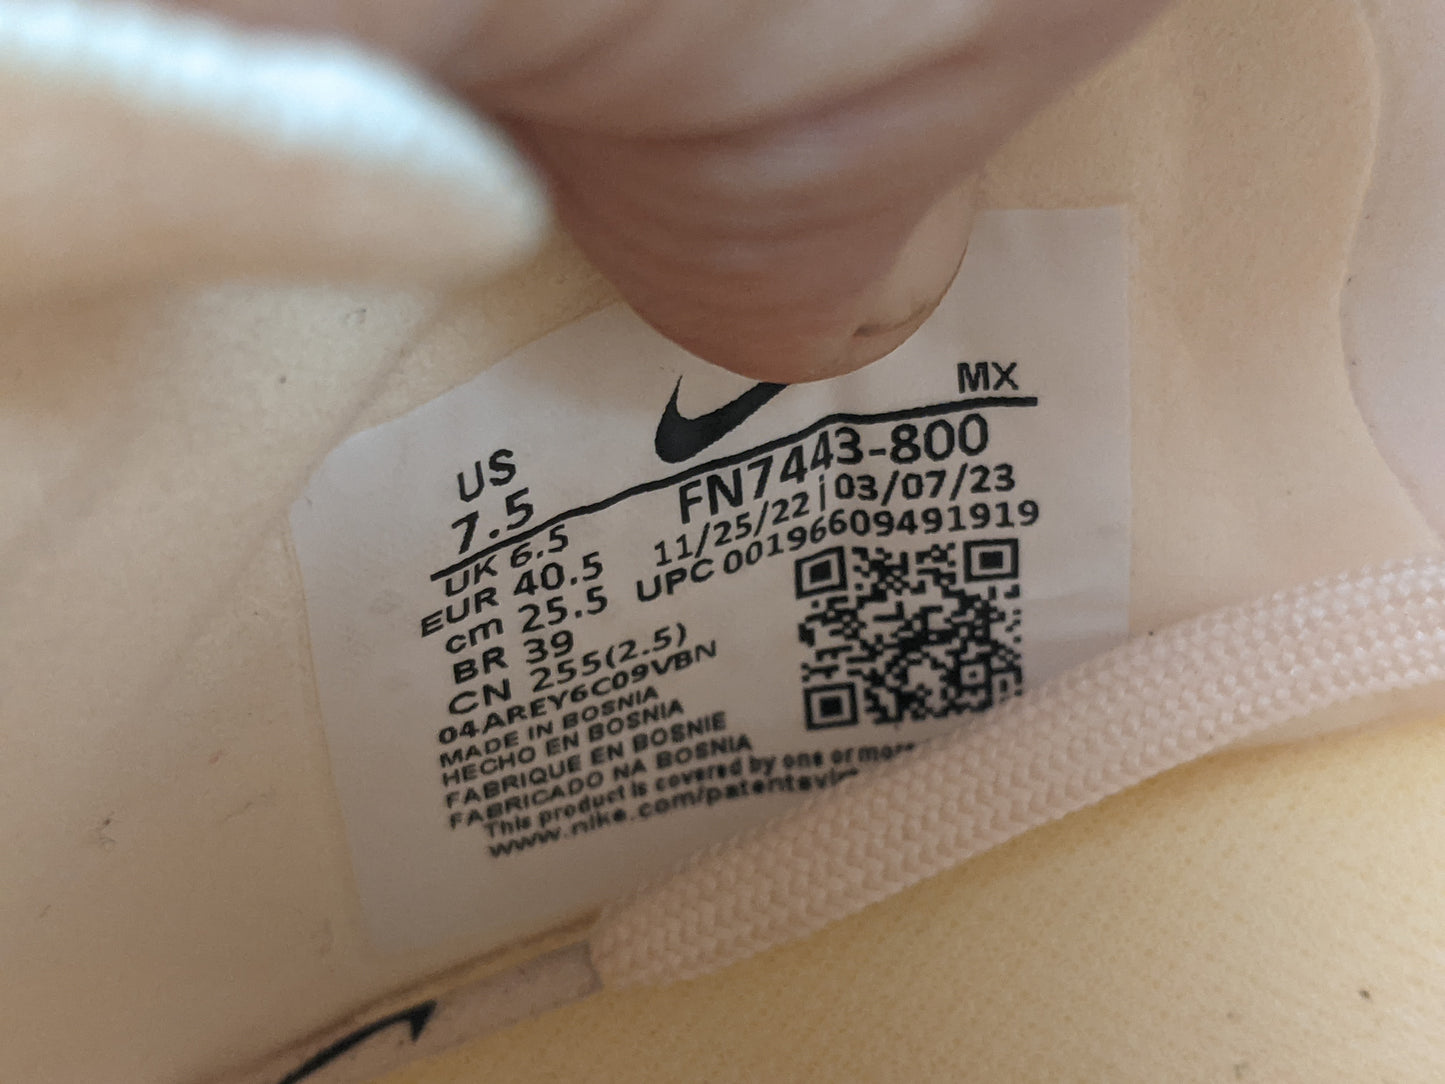 MX
US
7.5
FN7443-800
11/25/22 | 03/07/23
UPC 00196609491919
UK 6.5
EUR 40.5
cm 25.5
BR 39
CN 255(2.5)
04AREY6C09VBN
MADE IN BOSNIA
HECHO EN BOSNIA
FABRIQUE EN BOSNIE
FABRICADO NA BOSNIA
This product is covered by one or more
www.nike.com/patents